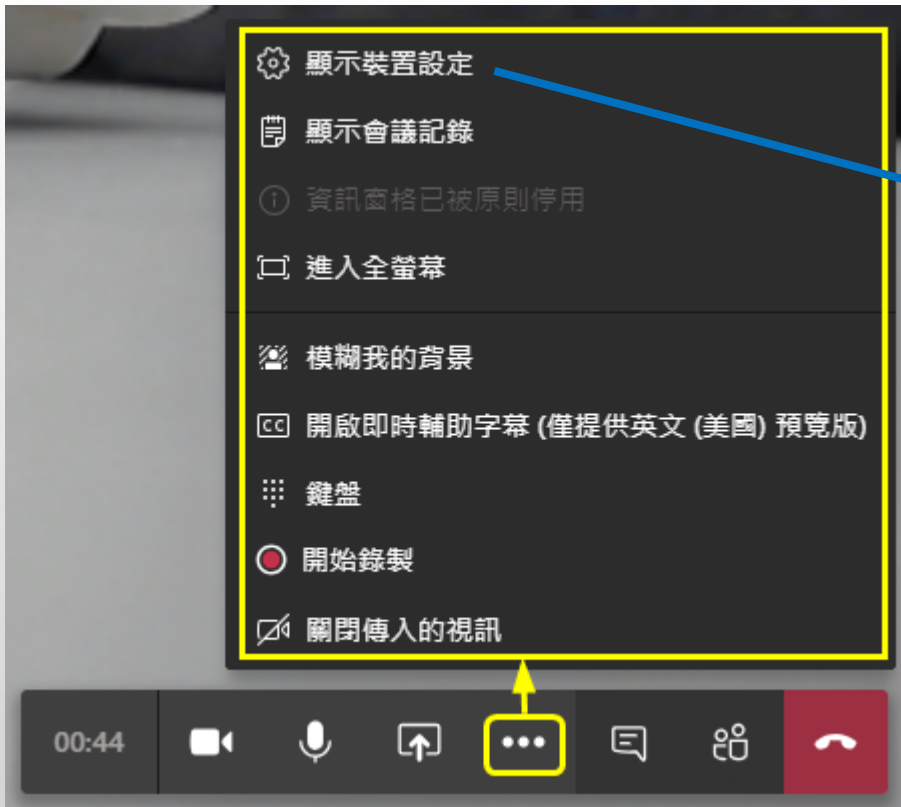 顯示裝置設定
顯示會議記錄
資訊窗格已被原則停用
進入全螢幕
模糊我的背景
CC 開啟即時輔助字幕 (僅提供英文 (美國) 預覽版)
鍵盤
開始錄製
關閉傳入的視訊
00:44